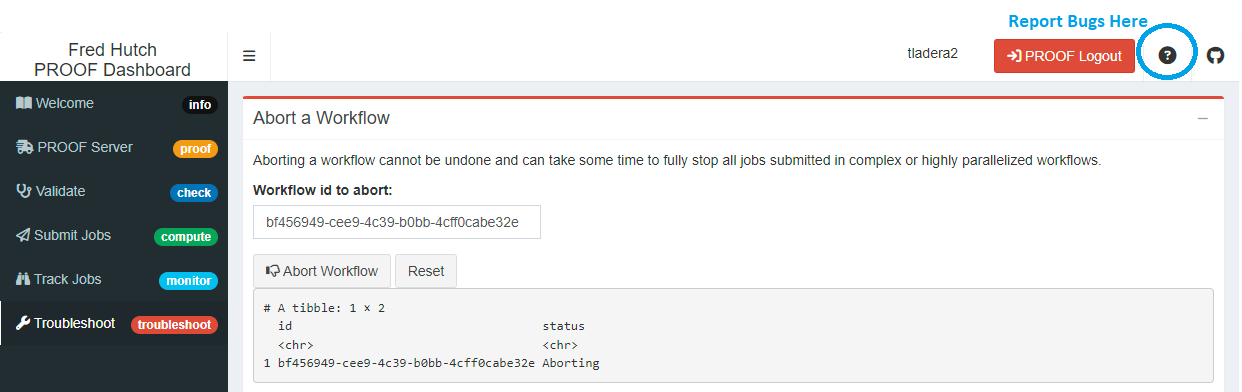 Report Bugs Here
Fred Hutch
PROOF Dashboard
tladera2
PROOF Logout
?
Welcome info
PROOF Server proof
Validate check
Submit Jobs compute
Track Jobs monitor
Troubleshoot troubleshoot
Abort a Workflow
Aborting a workflow cannot be undone and can take some time to fully stop all jobs submitted in complex or highly parallelized workflows.
Workflow id to abort:
bf456949-cee9-4c39-b0bb-4cff0cabe32e
Abort Workflow Reset
# A tibble: 1 × 2
id status
<chr> <chr>
1 bf456949-cee9-4c39-b0bb-4cff0cabe32e Aborting